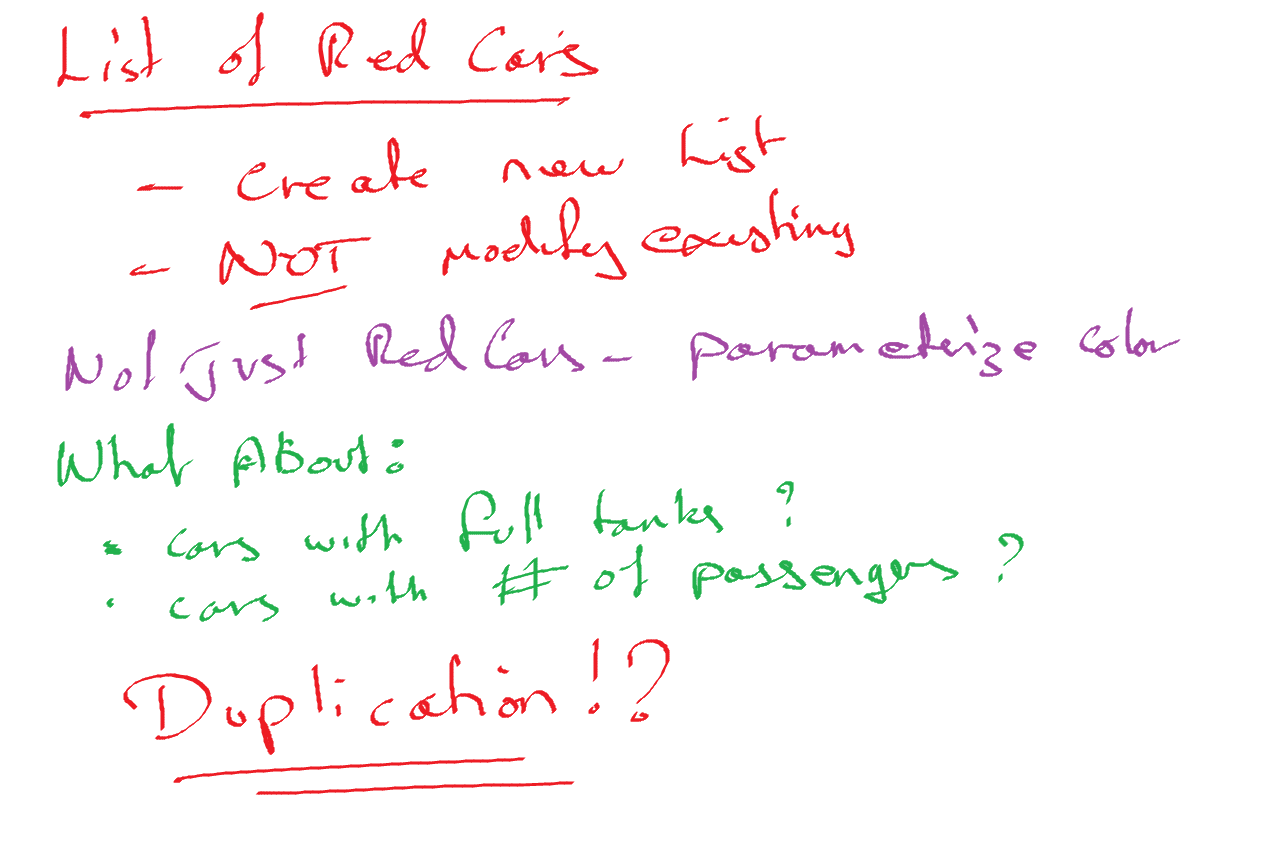 List of Red Cars
- Create new List
- NOT modify existing
Not Just Red Cars - parameterize color
What About:
• cars with full tanks ?
• cars with # of passengers ?
Duplication!?